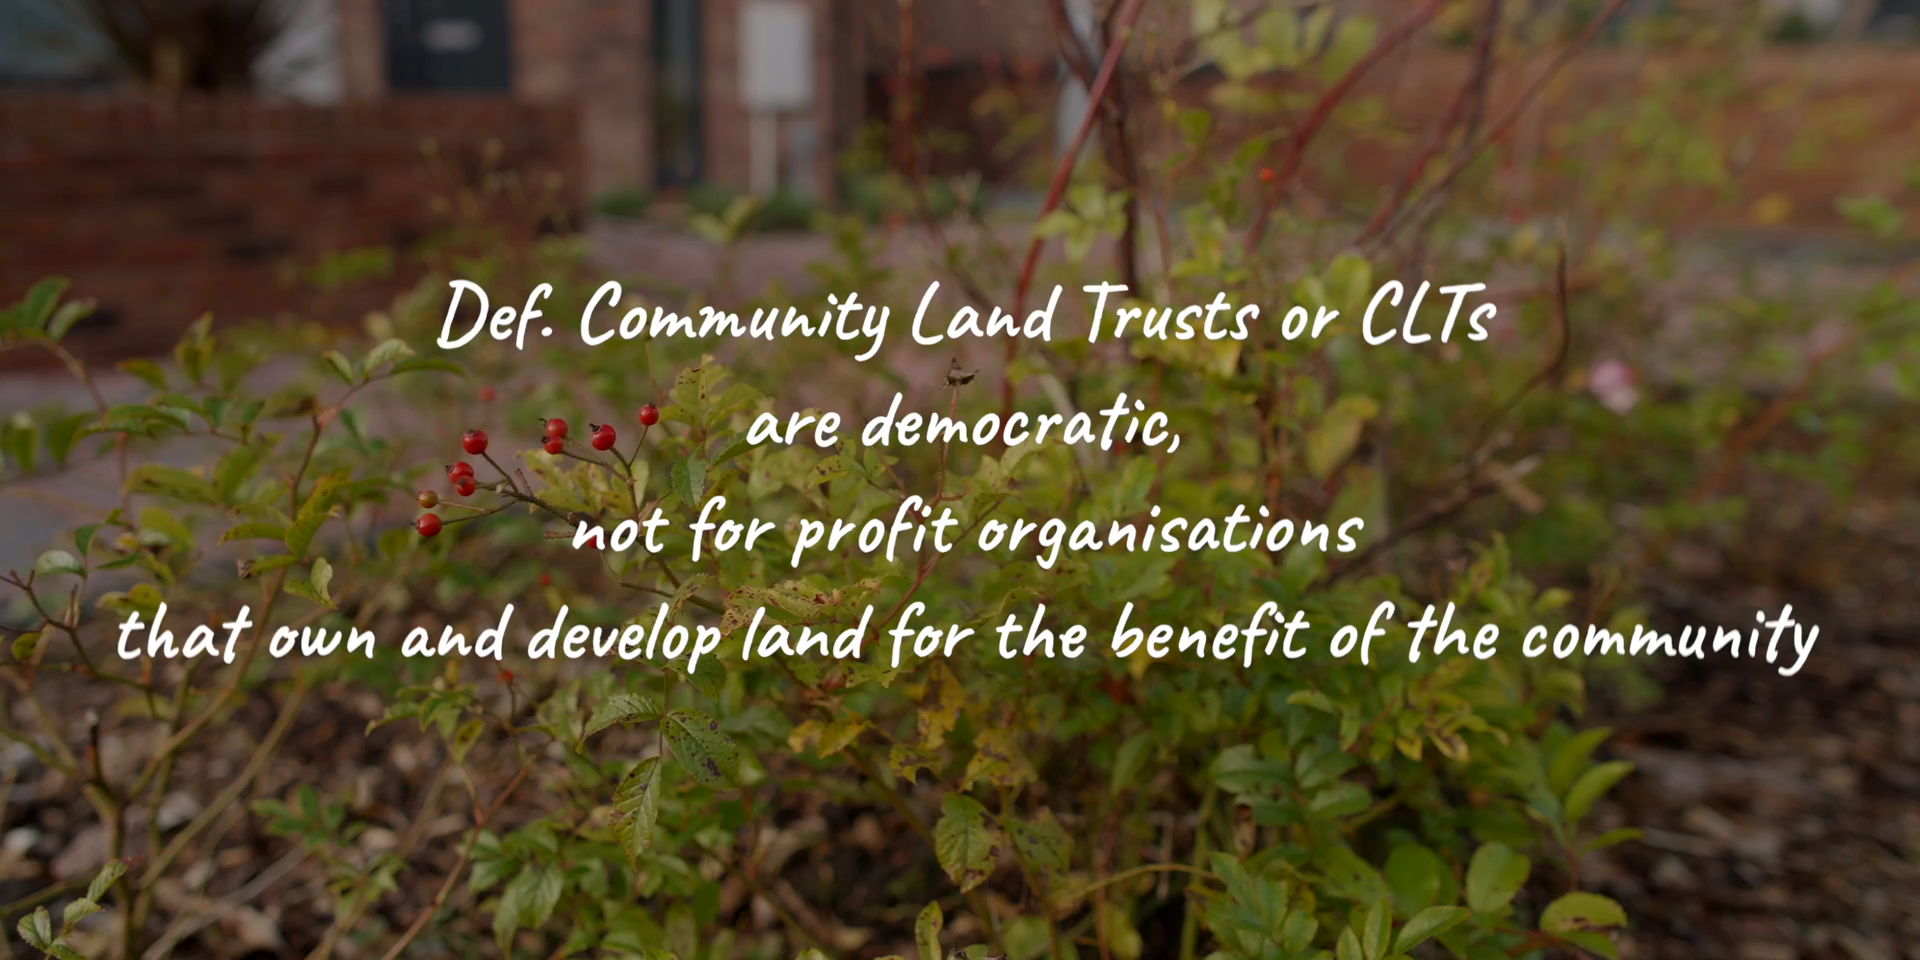 Def. Community Land Trusts or CLTs
are democratic,
not for profit organisations
that own and develop land for the benefit of the community